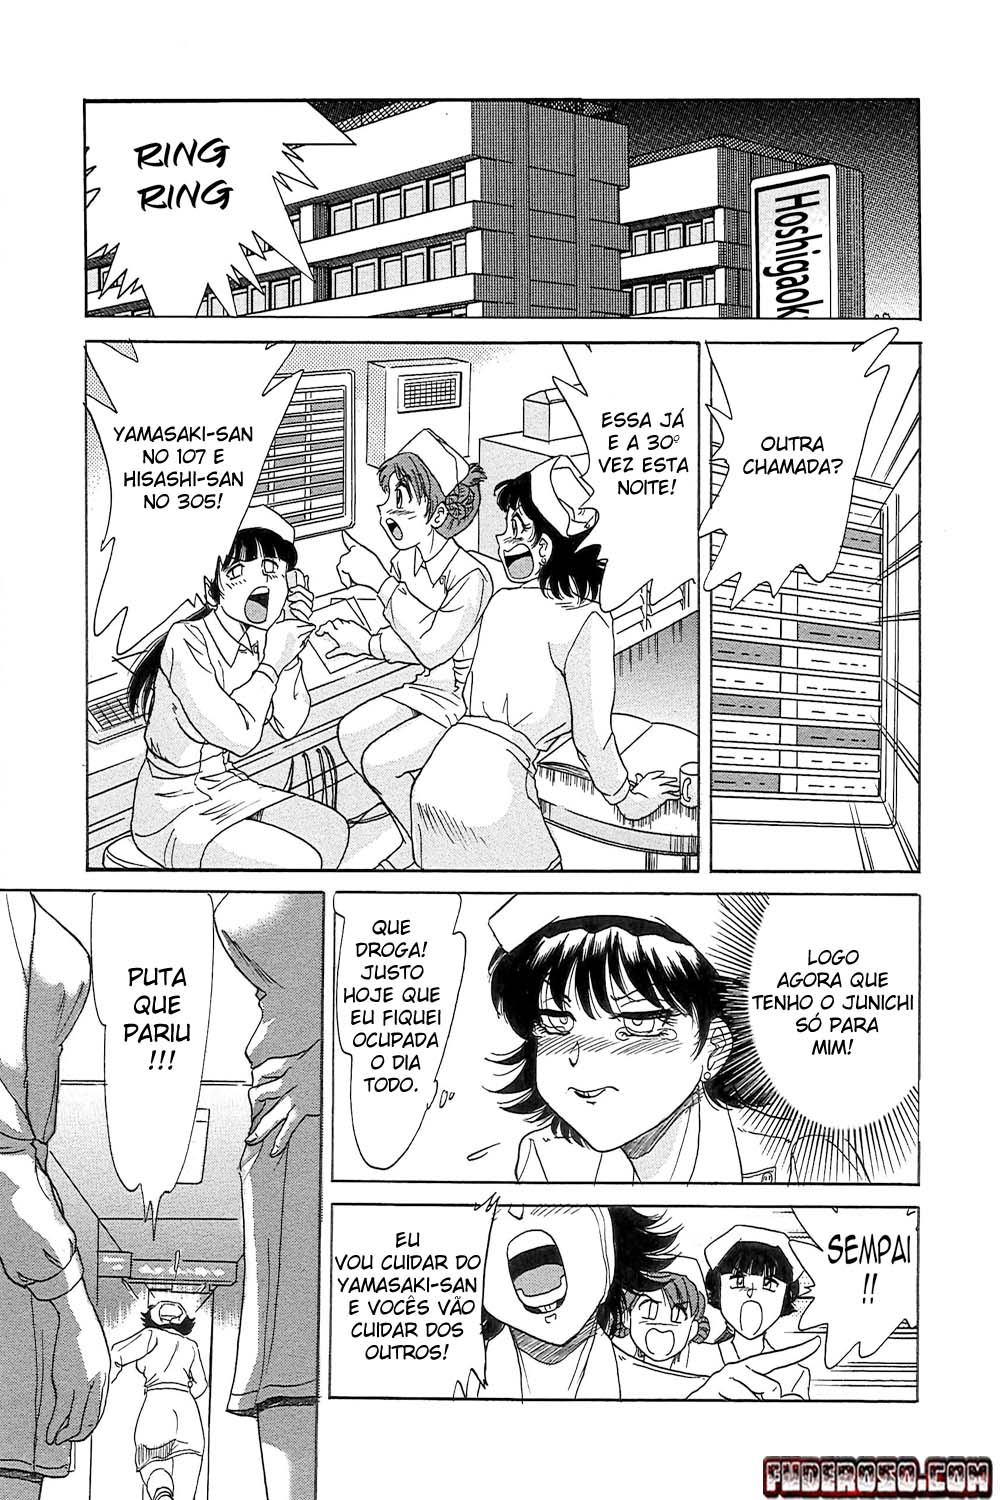 RING
RING
Hoshigaok
OUTRA
CHAMADA?
ESSA JÁ
E A 30º
VEZ ESTA
NOITE!
YAMASAKI-SAN
NO 107 E
HISASHI-SAN
NO 305!
LOGO
AGORA QUE
TENHO O JUNICHI
SÓ PARA
MIM!
QUE
DROGA!
JUSTO
HOJE QUE
EU FIQUEI
OCUPADA
O DIA
TODO.
SEMPAI
!!
EU
VOU CUIDAR DO
YAMASAKI-SAN
E VOCÊS VÃO
CUIDAR DOS
OUTROS!
PUTA
QUE
PARIU
!!!
FUDEROSO.COM